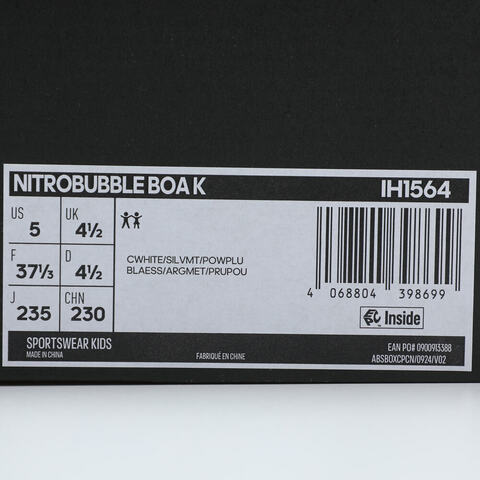 NITROBUBBLE BOA K IH1564
US UK
5 4½
F D
37⅓ 4½
J CHN
235 230
CWHITE/SILVMT/POWPLU
BLAESS/ARGMET/PRUPOU
4 068804 398699
Inside
SPORTSWEAR KIDS
MADE IN CHINA
FABRIQUÉ EN CHINE
EAN PO# 0900913388
ABSBOXCPCN/0924/V02